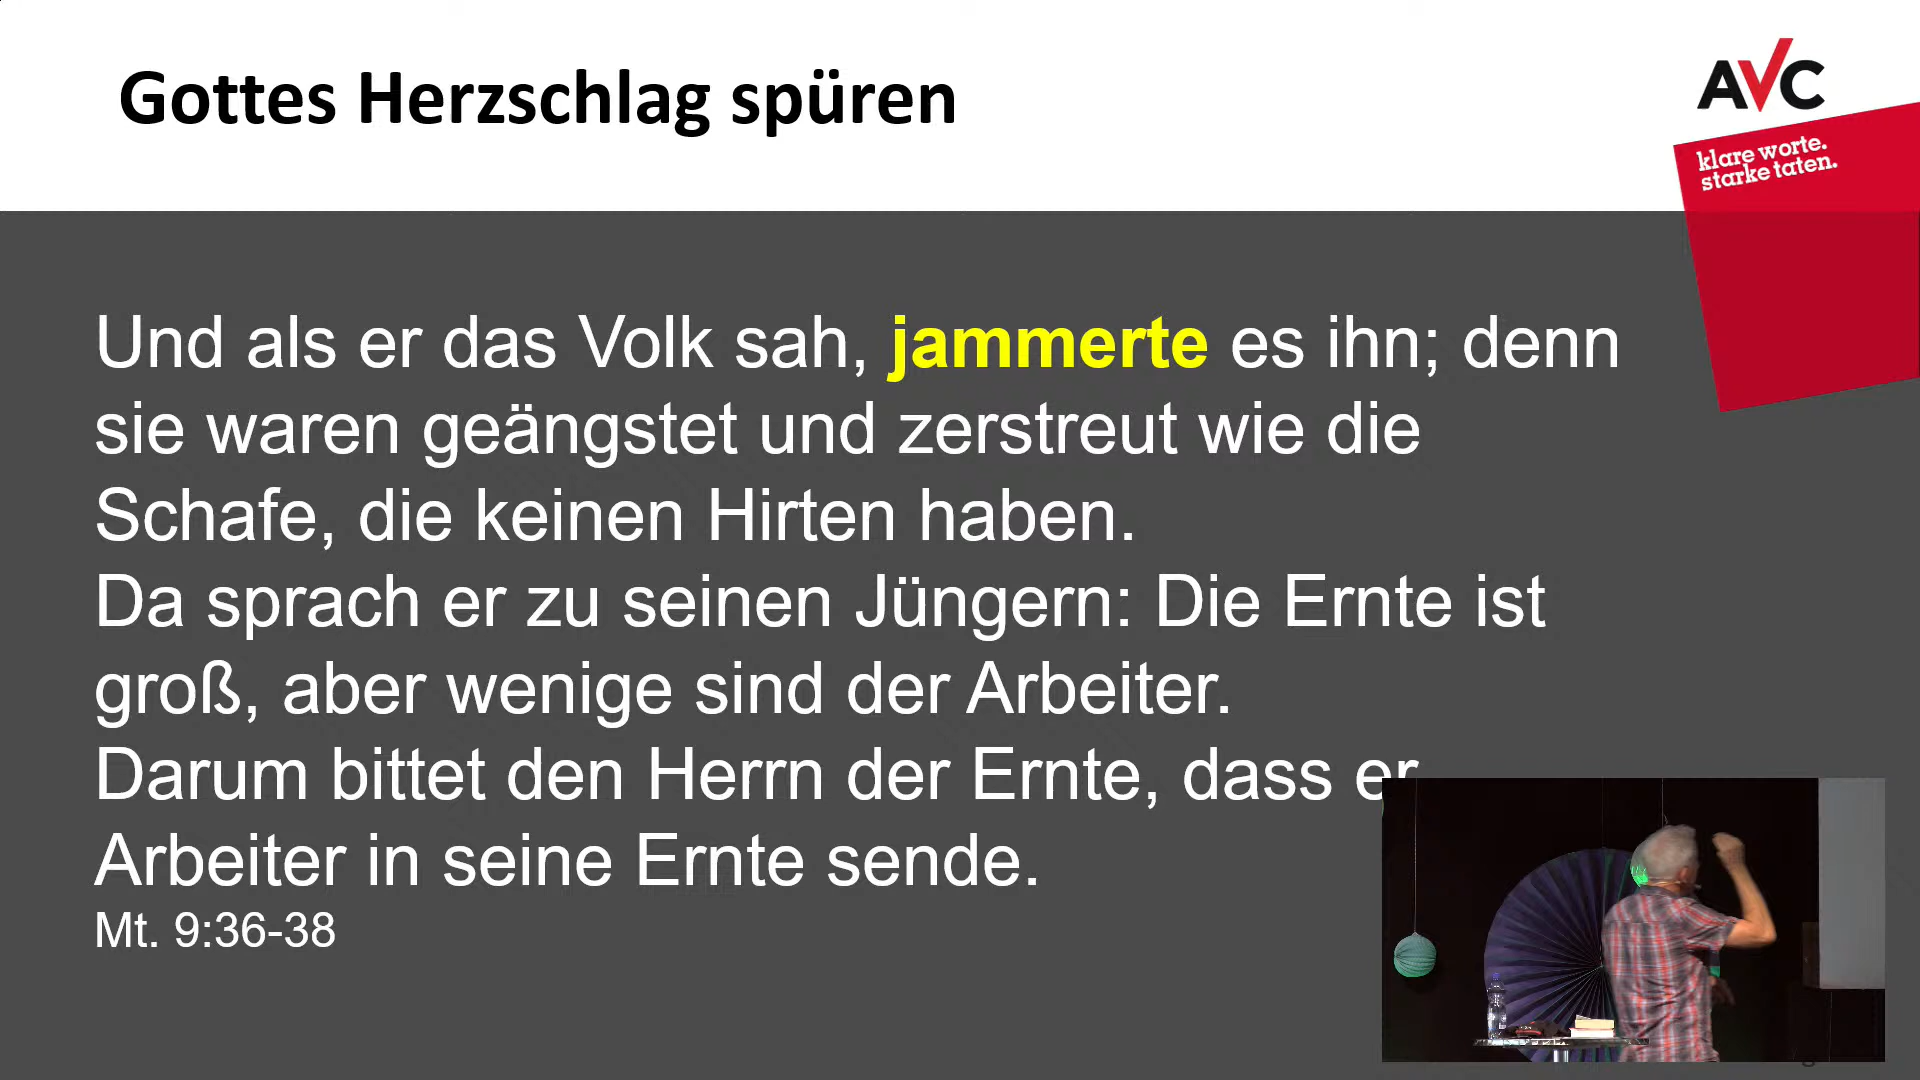 Gottes Herzschlag spüren
AVC
klare worte.
starke taten.
Und als er das Volk sah, jammerte es ihn; denn
sie waren geängstet und zerstreut wie die
Schafe, die keinen Hirten haben.
Da sprach er zu seinen Jüngern: Die Ernte ist
groß, aber wenige sind der Arbeiter.
Darum bittet den Herrn der Ernte, dass er
Arbeiter in seine Ernte sende.
Mt. 9:36-38